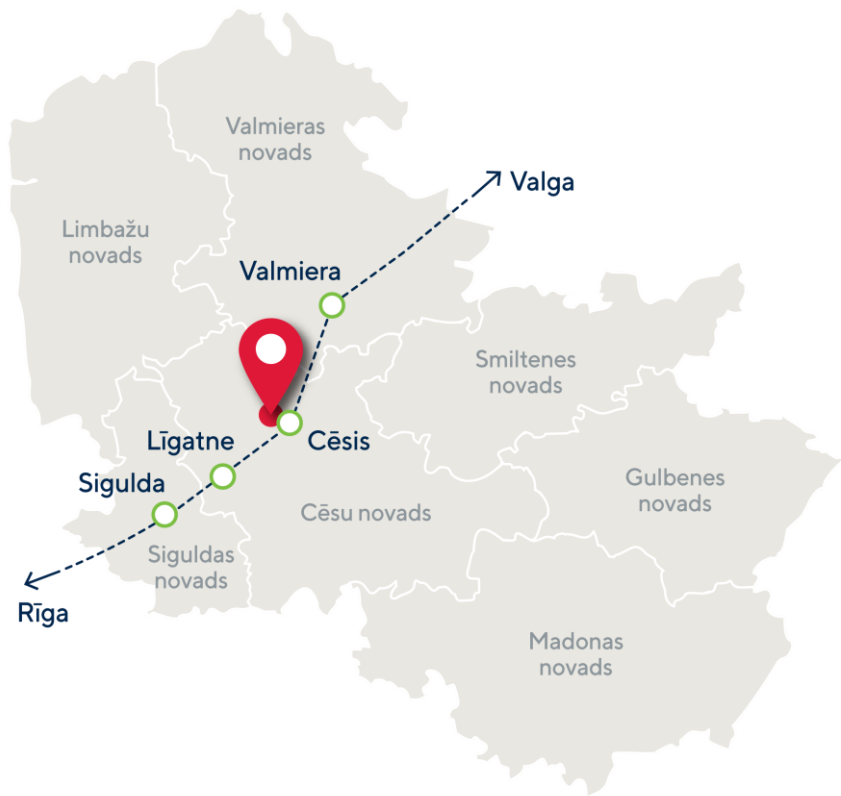 Valmieras
novads
Valga
Limbažu
novads
Valmiera
Smiltenes
novads
Līgatne
Cēsis
Sigulda
Gulbenes
novads
Cēsu novads
Siguldas
novads
Rīga
Madonas
novads